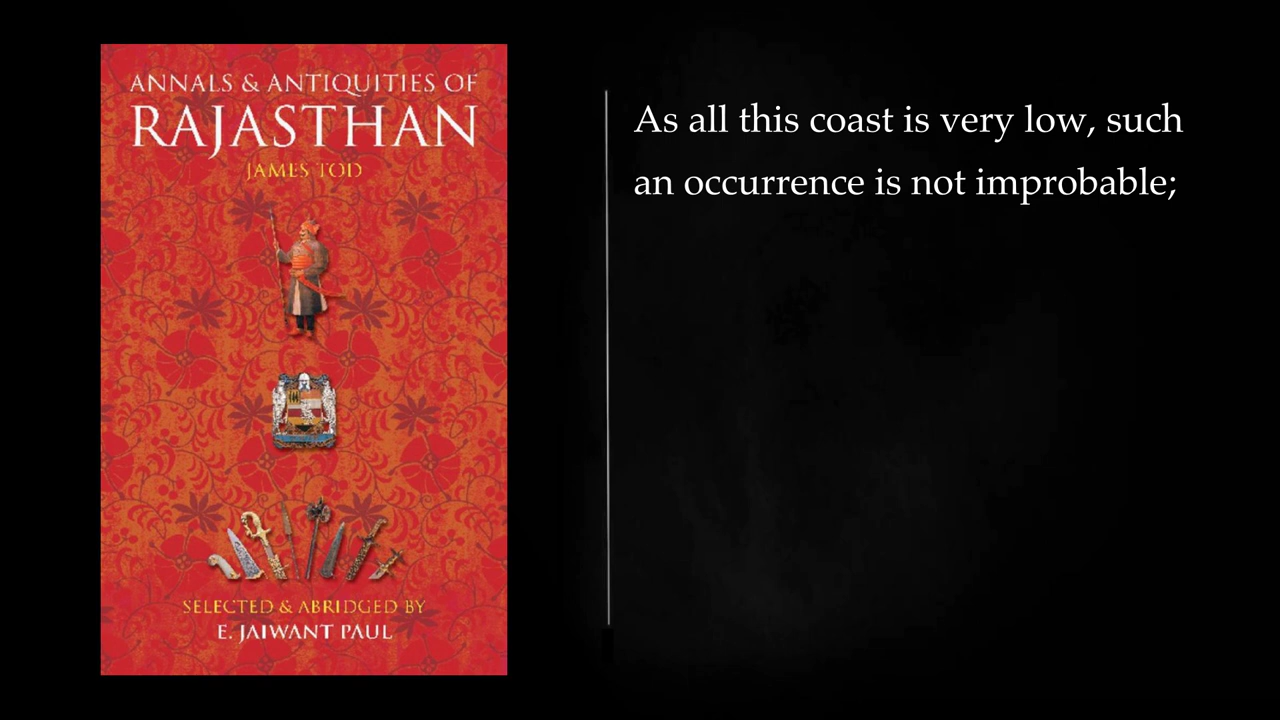 ANNALS & ANTIQUITIES OF
RAJASTHAN
JAMES TOD
SELECTED & ABRIDGED BY
E. JAIWANT PAUL
As all this coast is very low, such
an occurrence is not improbable;